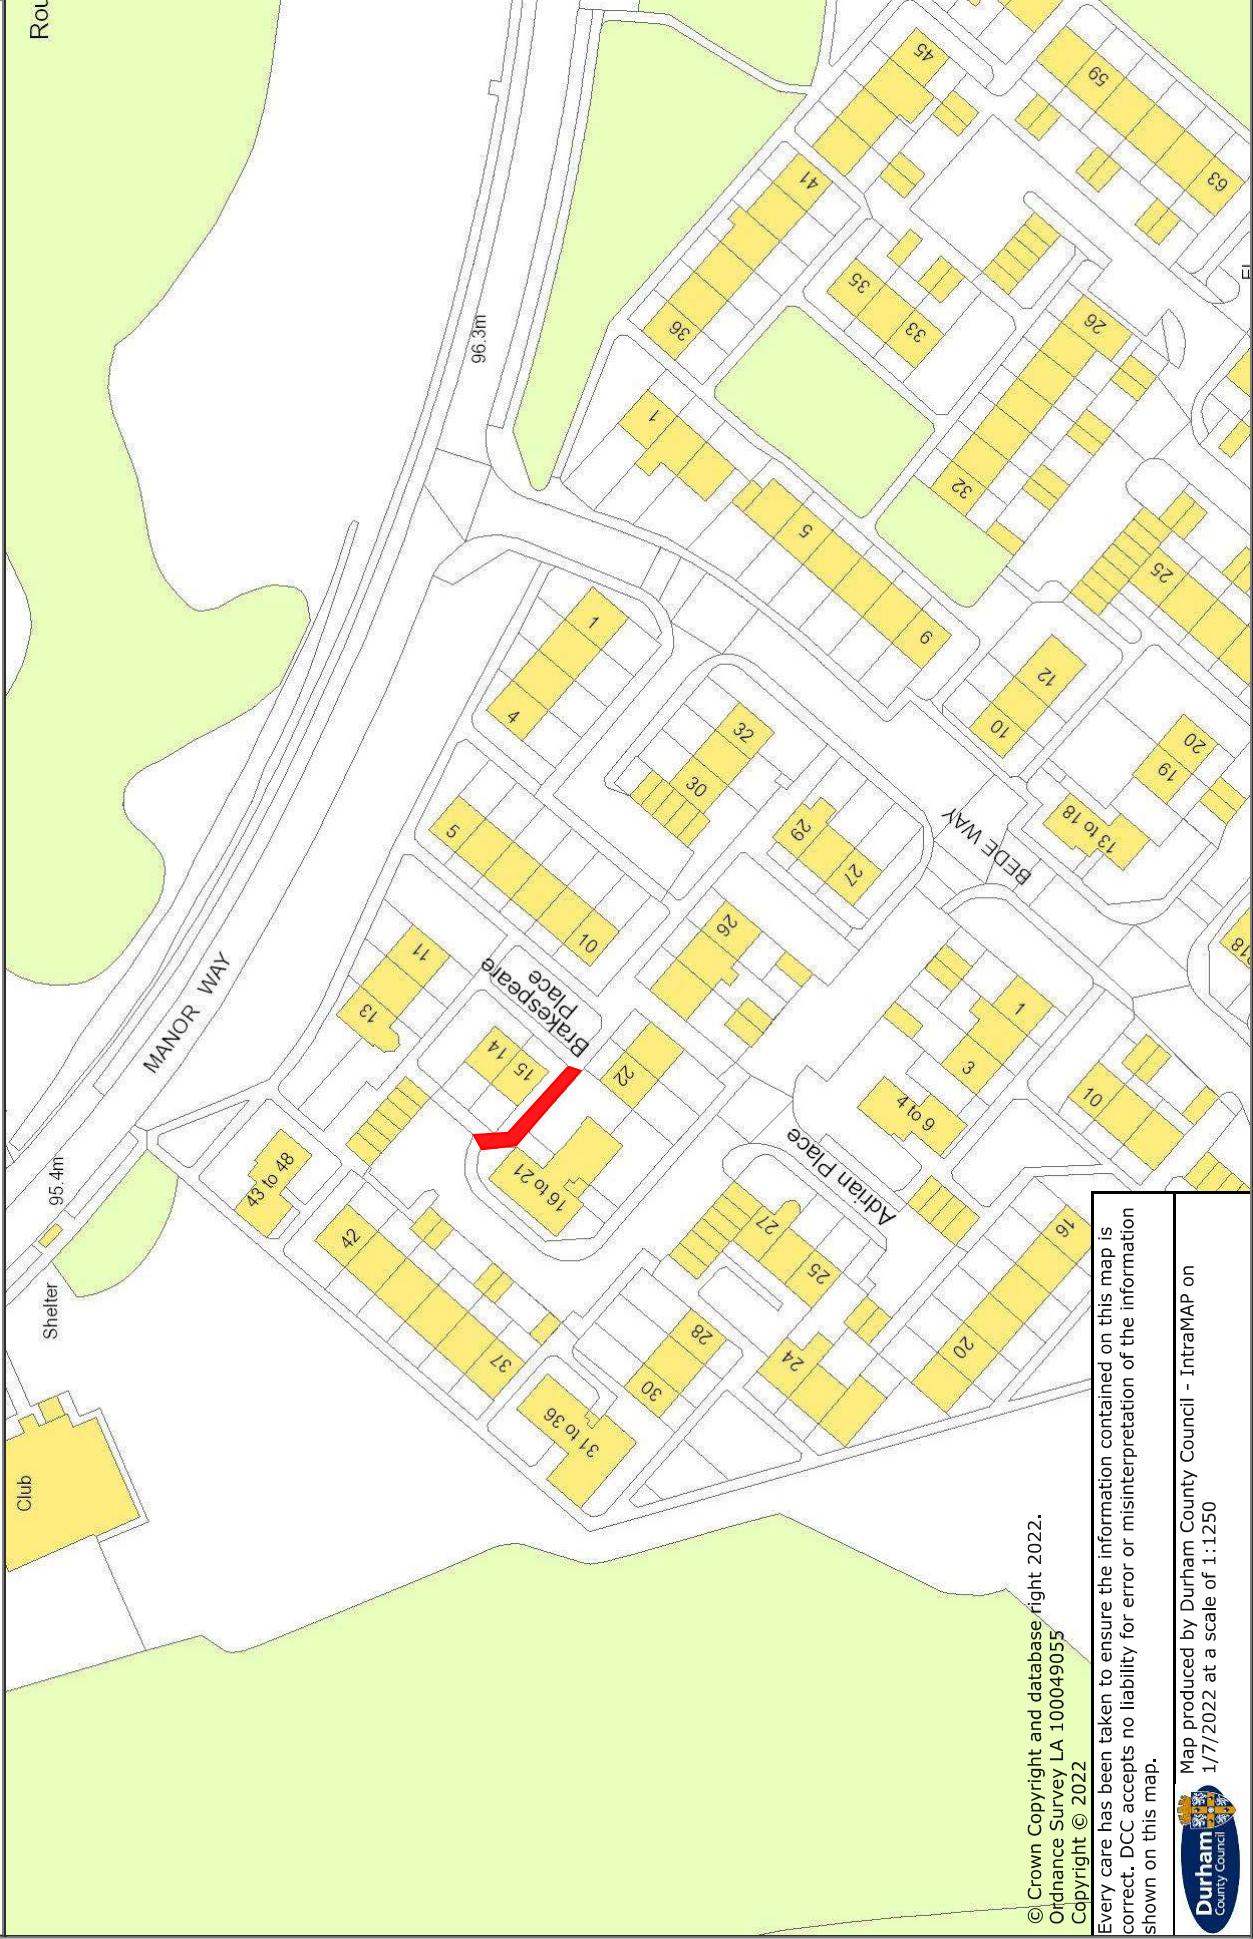 Rou
MANOR WAY
96.3m
95.4m
Shelter
Club
45
59
63
41
36
35
33
26
32
1
5
9
25
12
10
20
19
13 to 18
BEDE WAY
1
4
32
30
29
27
5
10
26
11
13
Brakespeare
Place
14
15
22
16 to 21
43 to 48
42
37
31 to 36
30
28
27
25
24
Adrian Place
1
3
4 to 9
10
16
20
© Crown Copyright and database right 2022.
Ordnance Survey LA 100049055
Copyright © 2022
Every care has been taken to ensure the information contained on this map is
correct. DCC accepts no liability for error or misinterpretation of the information
shown on this map.
Durham
County Council
Map produced by Durham County Council - IntraMAP on
1/7/2022 at a scale of 1:1250